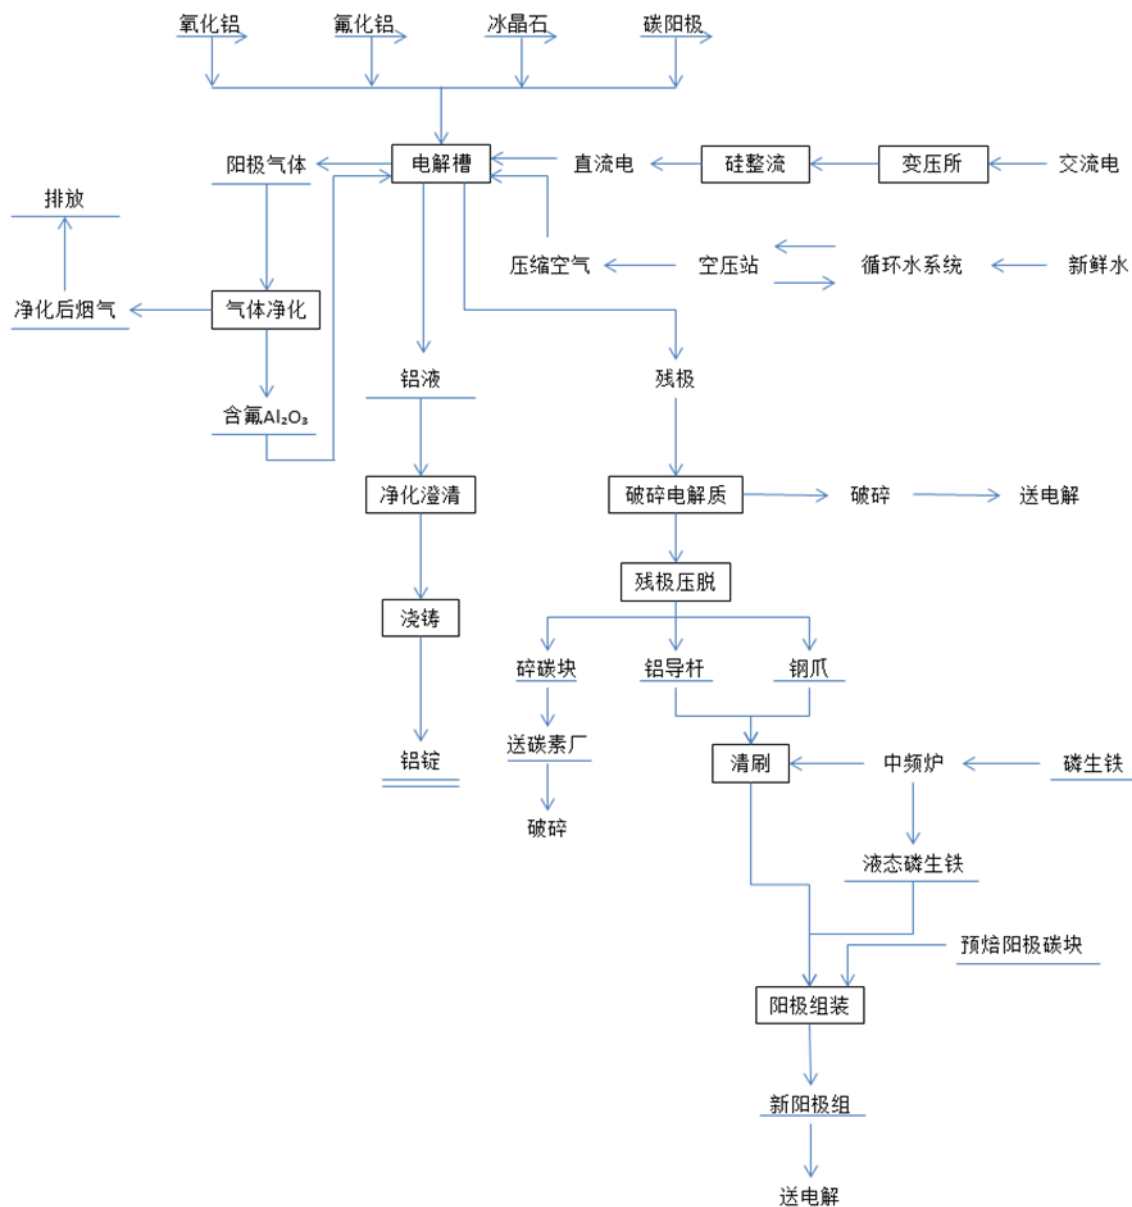 氧化铝
氟化铝
冰晶石
碳阳极
阳极气体
电解槽
直流电
硅整流
变压所
交流电
排放
压缩空气
空压站
循环水系统
新鲜水
净化后烟气
气体净化
铝液
残极
含氟Al₂O₃
净化澄清
破碎电解质
破碎
送电解
残极压脱
浇铸
碎碳块
铝导杆
钢爪
送碳素厂
铝锭
清刷
中频炉
磷生铁
破碎
液态磷生铁
预焙阳极碳块
阳极组装
新阳极组
送电解